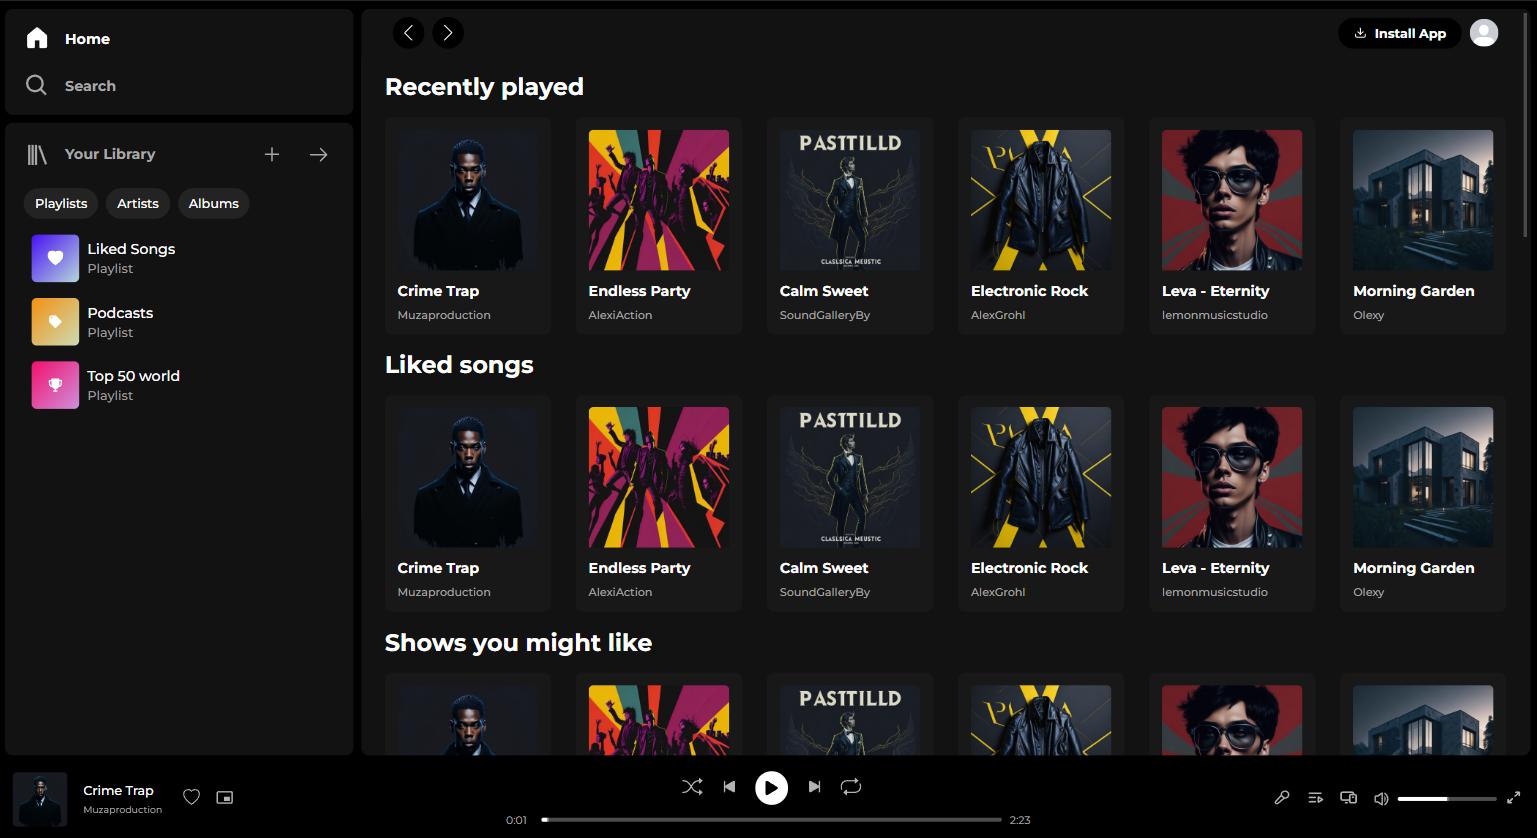 Home
Search
Your Library
Playlists Artists Albums
Liked Songs
Playlist
Podcasts
Playlist
Top 50 world
Playlist
Install App
Recently played
PASTTILLD
CLASLSICA MEUSTIC
Crime Trap
Muzaproduction
Endless Party
AlexiAction
Calm Sweet
SoundGalleryBy
Electronic Rock
AlexGrohl
Leva - Eternity
lemonmusicstudio
Morning Garden
Olexy
Liked songs
PASTTILLD
CLASLSICA MEUSTIC
Crime Trap
Muzaproduction
Endless Party
AlexiAction
Calm Sweet
SoundGalleryBy
Electronic Rock
AlexGrohl
Leva - Eternity
lemonmusicstudio
Morning Garden
Olexy
Shows you might like
PASTTILLD
Crime Trap
Muzaproduction
0:01
2:23